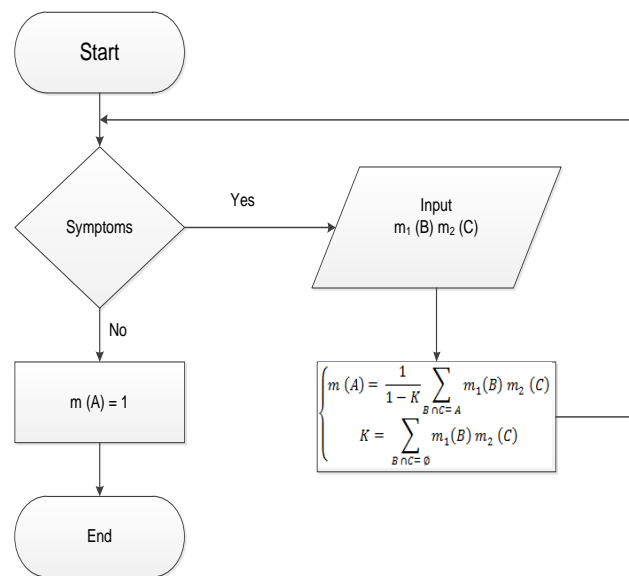 Start
Symptoms
Yes
Input
m₁ (B) m₂ (C)
No
m (A) = 1
m (A) = 1/(1 − K) ∑_{B∩C=A} m₁(B) m₂ (C)
K = ∑_{B∩C=∅} m₁(B) m₂ (C)
End